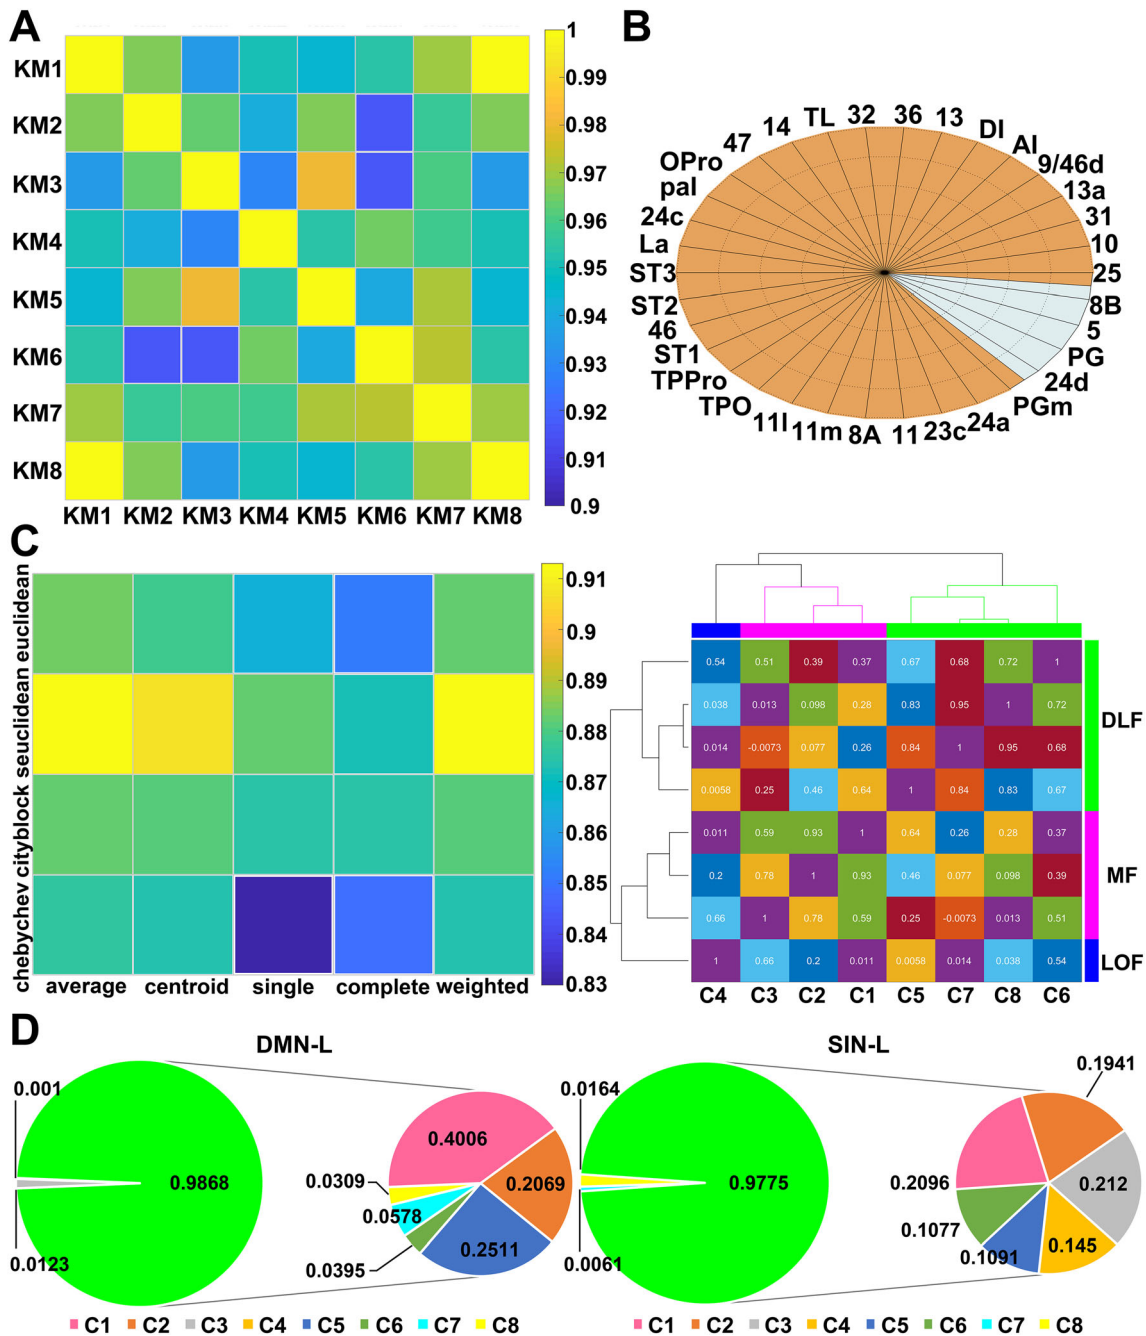 A
KM1
KM2
KM3
KM4
KM5
KM6
KM7
KM8
KM1 KM2 KM3 KM4 KM5 KM6 KM7 KM8
1
0.99
0.98
0.97
0.96
0.95
0.94
0.93
0.92
0.91
0.9
B
TL 32 36 13 DI AI 9/46d 13a 31 10 25 8B 5 PG 24d PGm 24a 23c 11 8A 11m 11l TPO TPPro ST1 46 ST2 ST3 La 24c pal OPro 47 14
C
chebychev cityblock seuclidean euclidean
average centroid single complete weighted
0.91
0.9
0.89
0.88
0.87
0.86
0.85
0.84
0.83
0.54 0.51 0.39 0.37 0.67 0.68 0.72 1
0.038 0.013 0.098 0.28 0.83 0.95 1 0.72
0.014 -0.0073 0.077 0.26 0.84 1 0.95 0.68
0.0058 0.25 0.46 0.64 1 0.84 0.83 0.67
0.011 0.59 0.93 1 0.64 0.26 0.28 0.37
0.2 0.78 1 0.93 0.46 0.077 0.098 0.39
0.66 1 0.78 0.59 0.25 -0.0073 0.013 0.51
1 0.66 0.2 0.011 0.0058 0.014 0.038 0.54
C4 C3 C2 C1 C5 C7 C8 C6
DLF
MF
LOF
D
DMN-L
0.001
0.9868
0.0123
0.4006
0.2069
0.2511
0.0395
0.0578
0.0309
C1 C2 C3 C4 C5 C6 C7 C8
SIN-L
0.0164
0.9775
0.0061
0.1941
0.212
0.145
0.1091
0.1077
0.2096
C1 C2 C3 C4 C5 C6 C7 C8